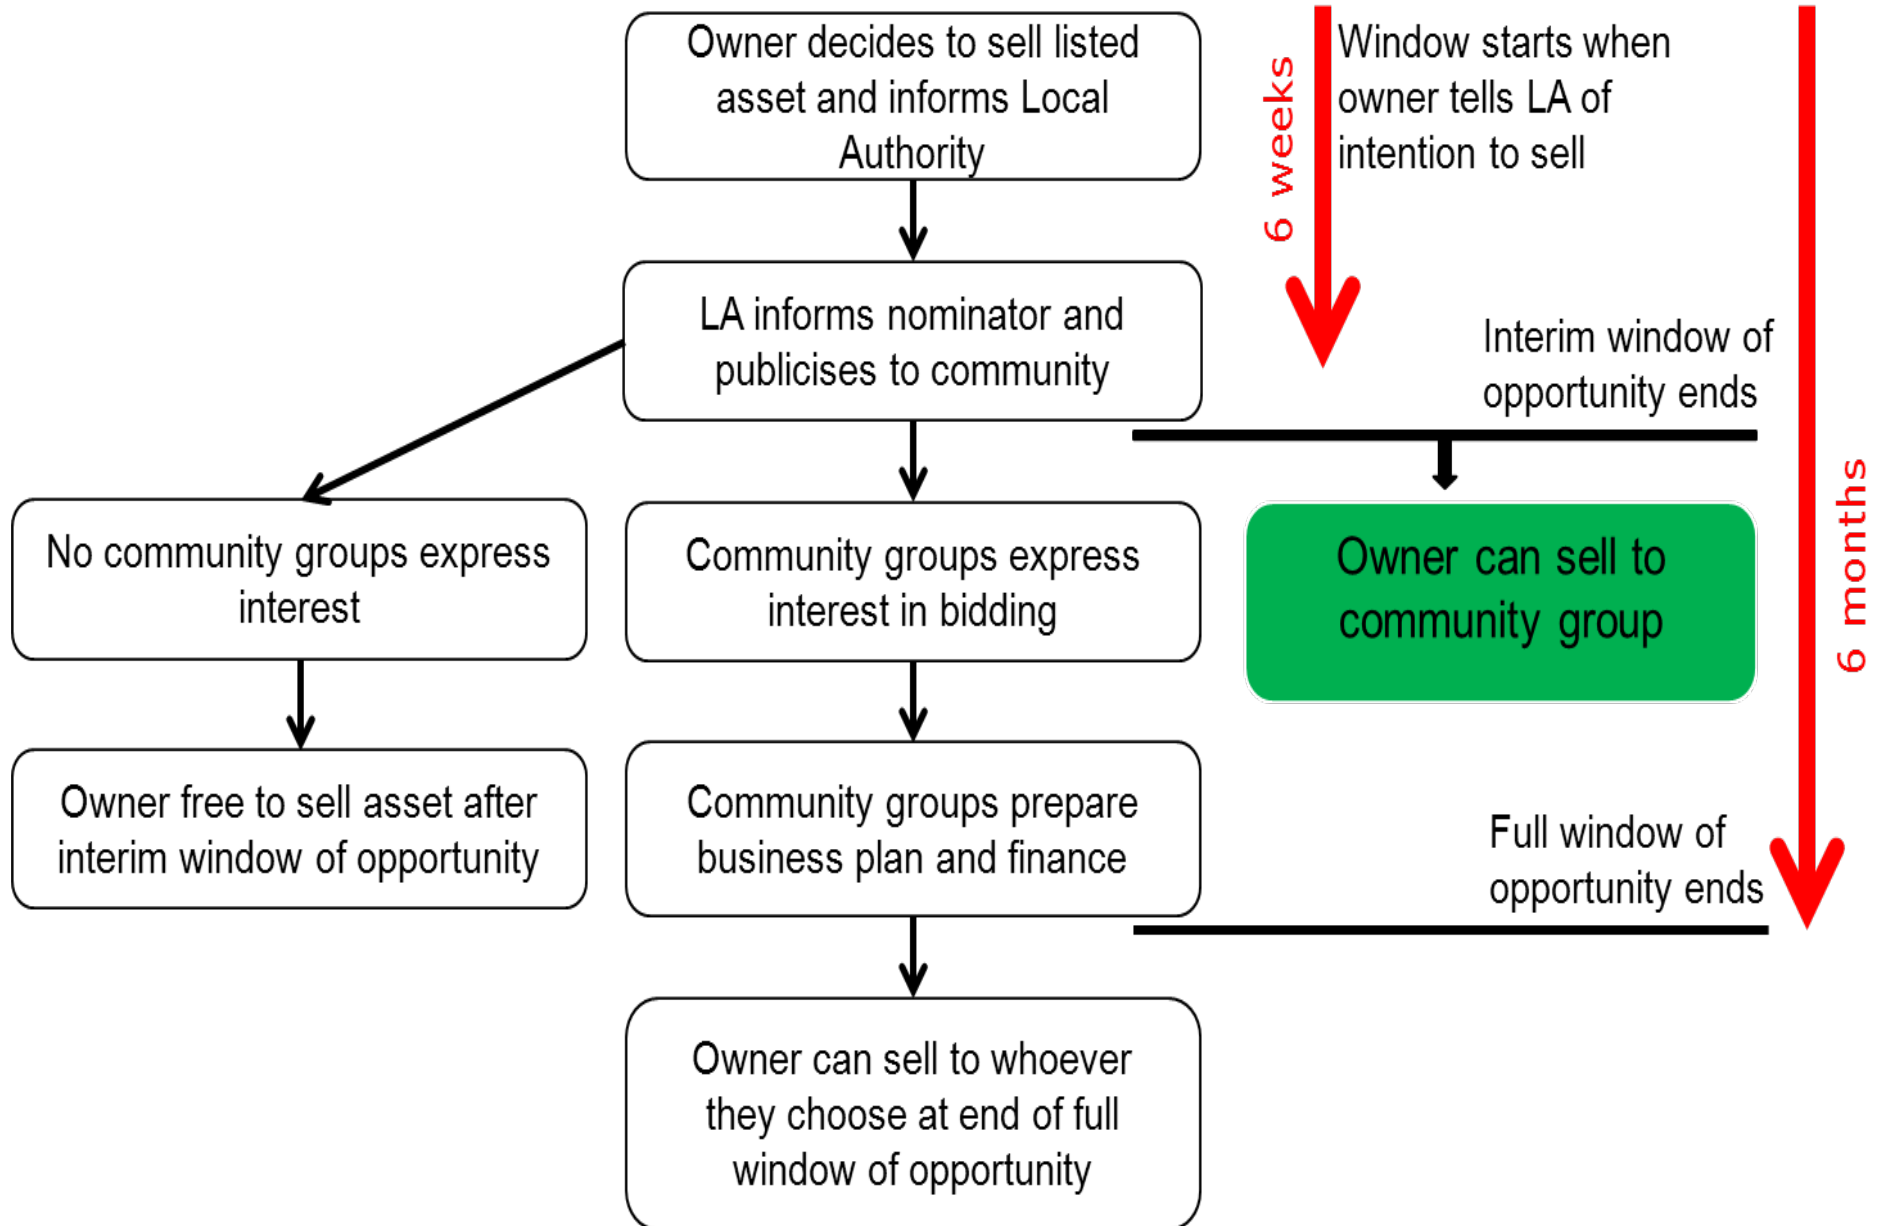 Owner decides to sell listed
asset and informs Local
Authority
6 weeks
Window starts when
owner tells LA of
intention to sell
LA informs nominator and
publicises to community
Interim window of
opportunity ends
6 months
No community groups express
interest
Community groups express
interest in bidding
Owner can sell to
community group
Owner free to sell asset after
interim window of opportunity
Community groups prepare
business plan and finance
Full window of
opportunity ends
Owner can sell to whoever
they choose at end of full
window of opportunity